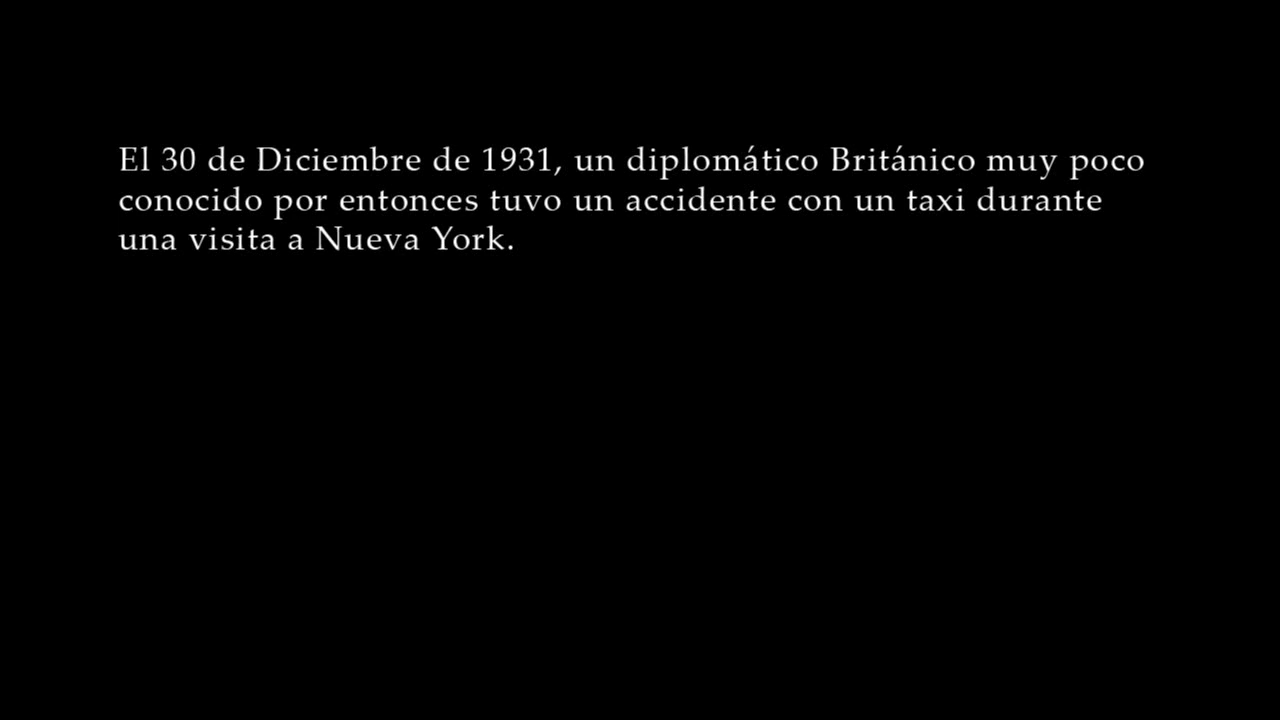 El 30 de Diciembre de 1931, un diplomático Británico muy poco
conocido por entonces tuvo un accidente con un taxi durante
una visita a Nueva York.